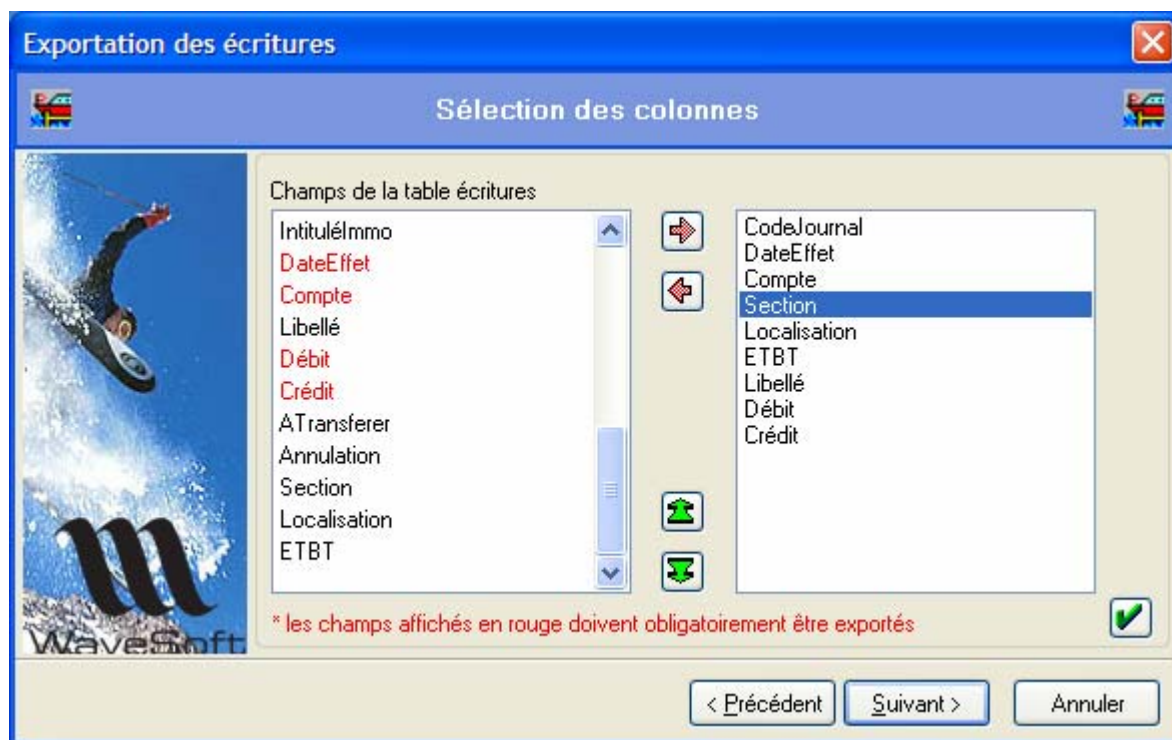 Exportation des écritures
Sélection des colonnes
Champs de la table écritures
IntituléImmo
DateEffet
Compte
Libellé
Débit
Crédit
ATransferer
Annulation
Section
Localisation
ETBT
CodeJournal
DateEffet
Compte
Section
Localisation
ETBT
Libellé
Débit
Crédit
* les champs affichés en rouge doivent obligatoirement être exportés
WaveSoft
< Précédent
Suivant >
Annuler